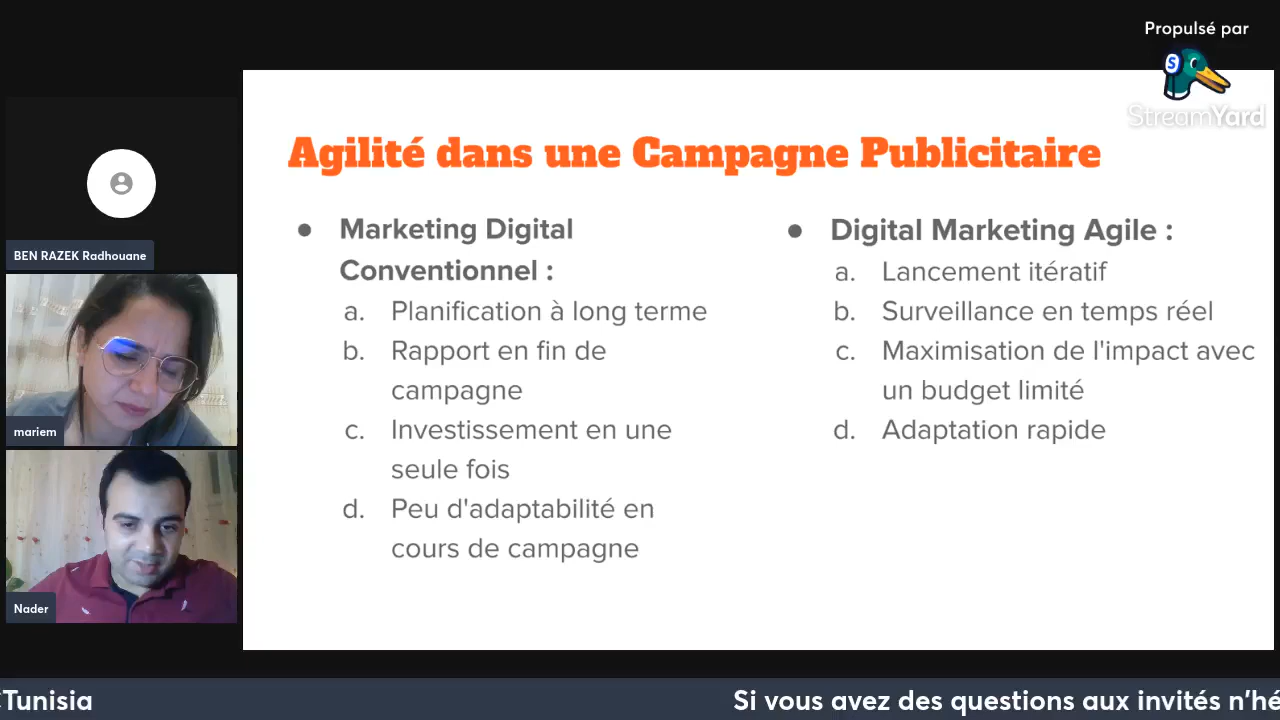 Propulsé par
StreamYard
Agilité dans une Campagne Publicitaire
● Marketing Digital
Conventionnel :
a. Planification à long terme
b. Rapport en fin de
campagne
c. Investissement en une
seule fois
d. Peu d'adaptabilité en
cours de campagne
● Digital Marketing Agile :
a. Lancement itératif
b. Surveillance en temps réel
c. Maximisation de l'impact avec
un budget limité
d. Adaptation rapide
BEN RAZEK Radhouane
mariem
Nader
Tunisia
Si vous avez des questions aux invités n'hé